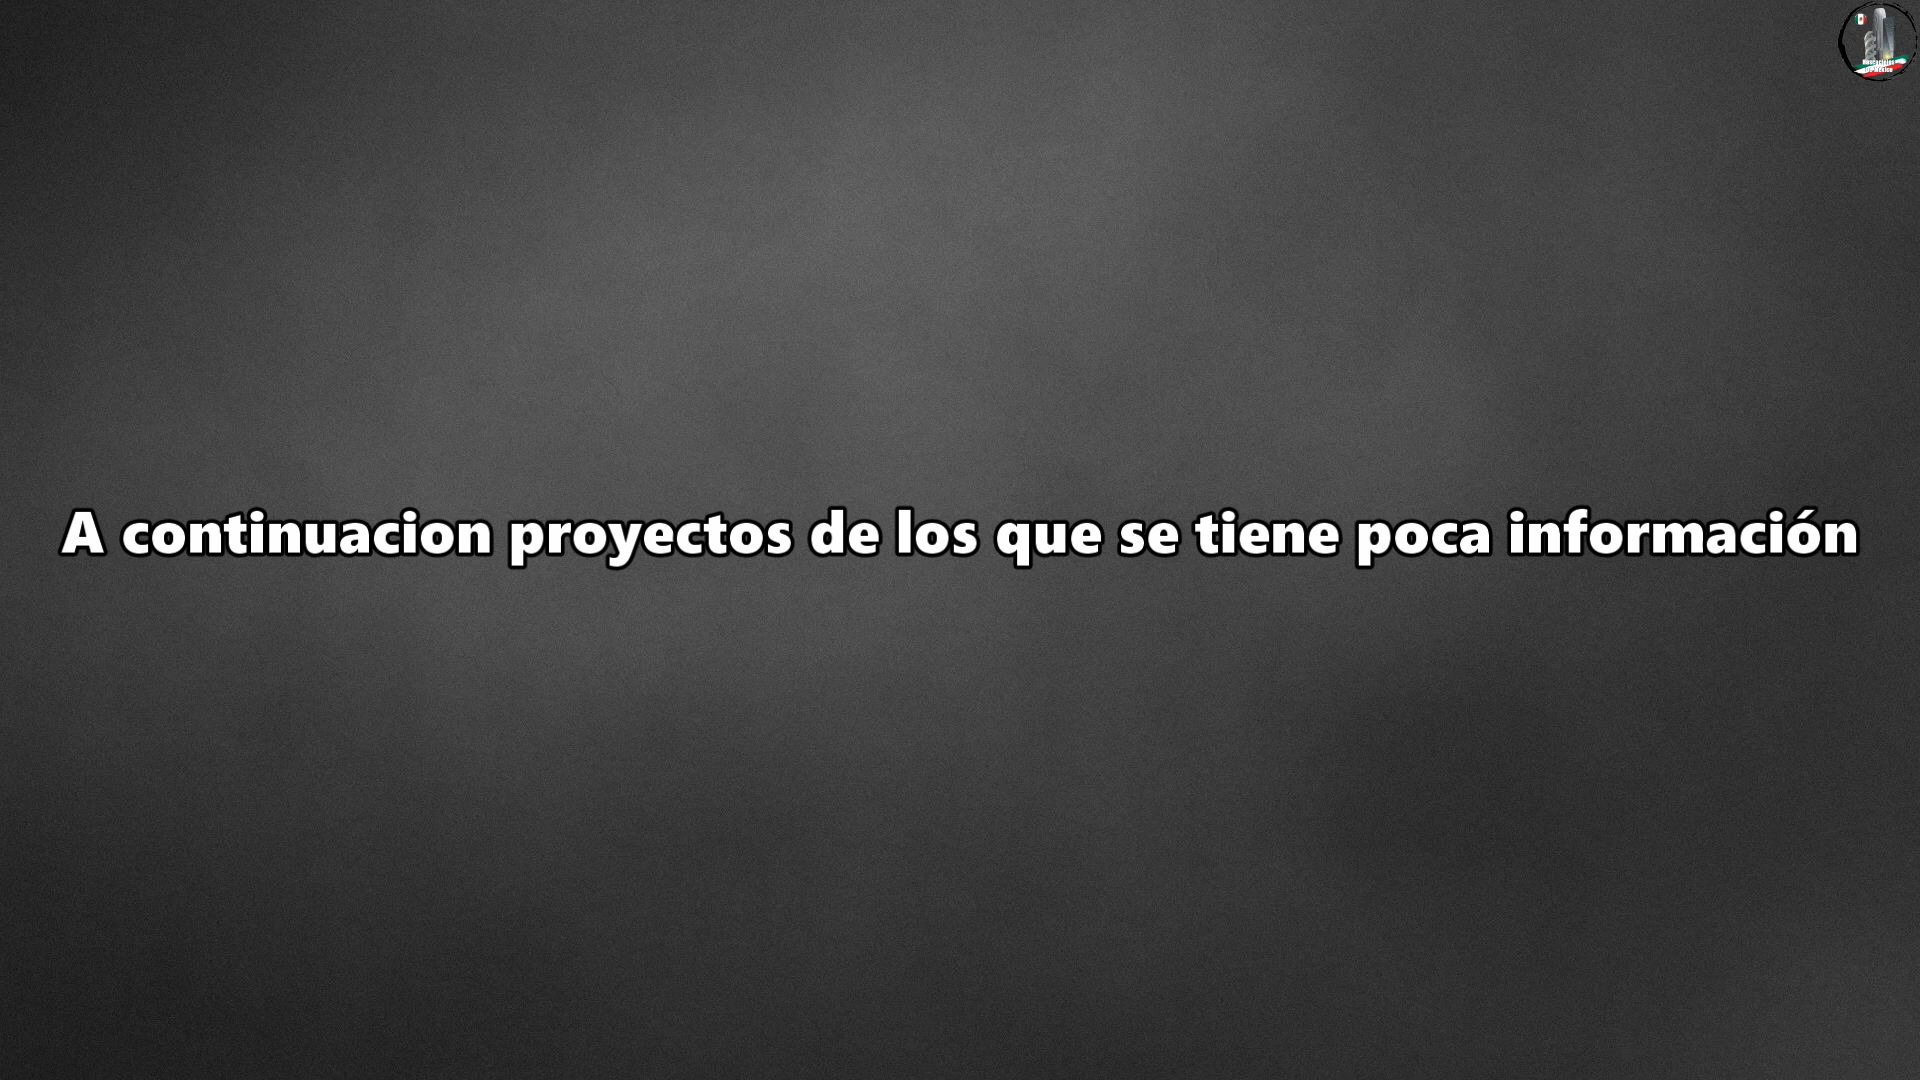 A continuacion proyectos de los que se tiene poca información